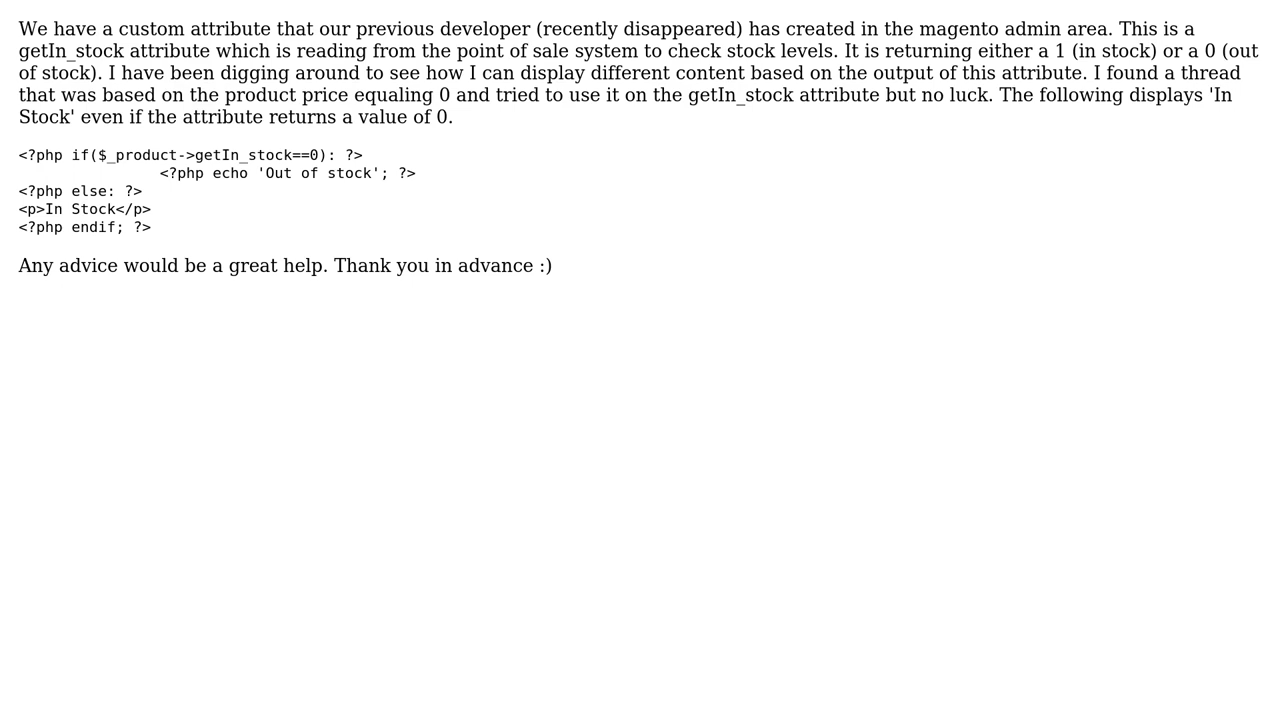 We have a custom attribute that our previous developer (recently disappeared) has created in the magento admin area. This is a
getIn_stock attribute which is reading from the point of sale system to check stock levels. It is returning either a 1 (in stock) or a 0 (out
of stock). I have been digging around to see how I can display different content based on the output of this attribute. I found a thread
that was based on the product price equaling 0 and tried to use it on the getIn_stock attribute but no luck. The following displays 'In
Stock' even if the attribute returns a value of 0.
<?php if($_product->getIn_stock==0): ?>
<?php echo 'Out of stock'; ?>
<?php else: ?>
<p>In Stock</p>
<?php endif; ?>
Any advice would be a great help. Thank you in advance :)